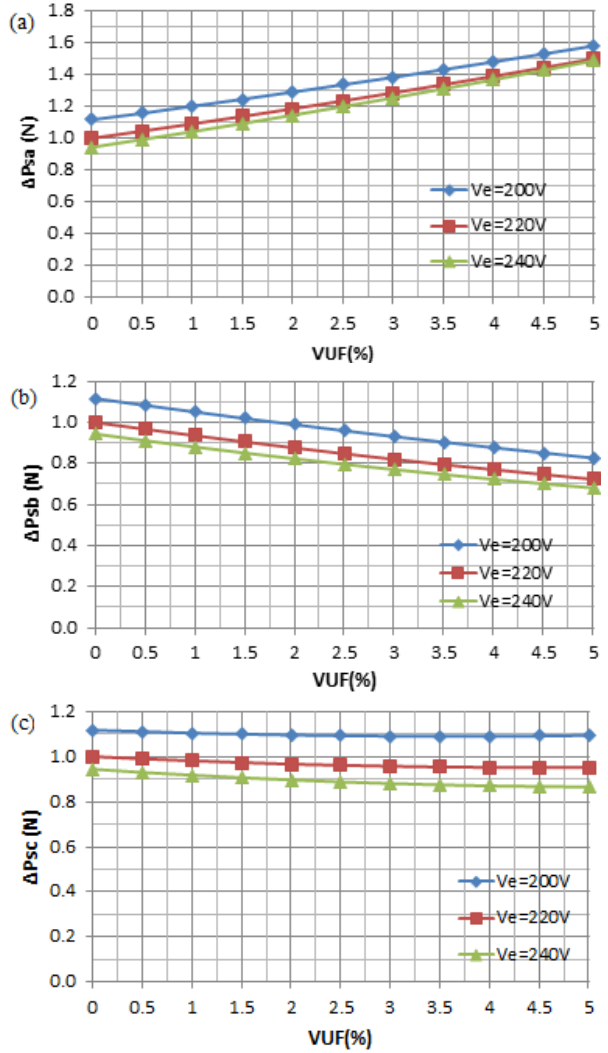 (a)
ΔPsa (N)
1.8
1.6
1.4
1.2
1.0
0.8
0.6
0.4
0.2
0.0
Ve=200V
Ve=220V
Ve=240V
0 0.5 1 1.5 2 2.5 3 3.5 4 4.5 5
VUF(%)
(b)
ΔPsb (N)
1.2
1.0
0.8
0.6
0.4
0.2
0.0
Ve=200V
Ve=220V
Ve=240V
0 0.5 1 1.5 2 2.5 3 3.5 4 4.5 5
VUF(%)
(c)
ΔPsc (N)
1.2
1.0
0.8
0.6
0.4
0.2
0.0
Ve=200V
Ve=220V
Ve=240V
0 0.5 1 1.5 2 2.5 3 3.5 4 4.5 5
VUF(%)